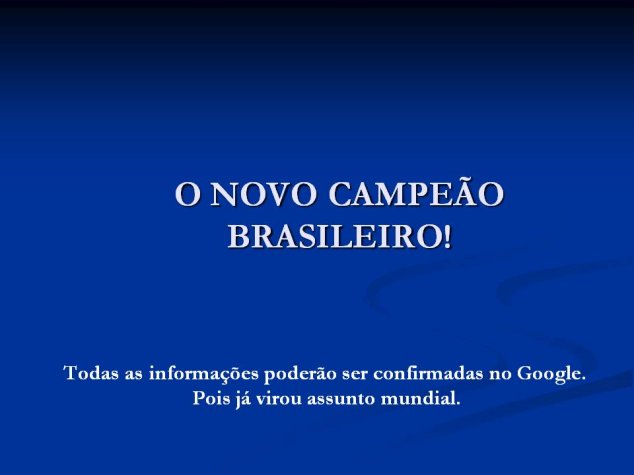 O NOVO CAMPEÃO
BRASILEIRO!
Todas as informações poderão ser confirmadas no Google.
Pois já virou assunto mundial.